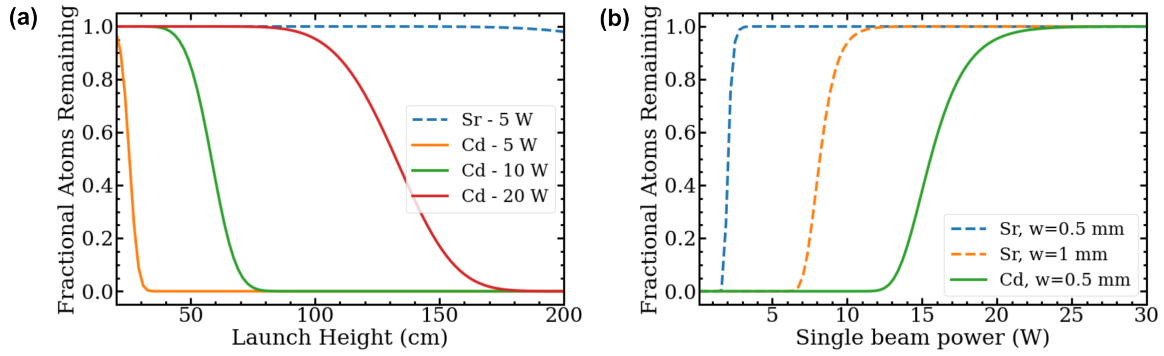 (a)
Fractional Atoms Remaining
1.0
0.8
0.6
0.4
0.2
0.0
50
100
150
200
Launch Height (cm)
Sr - 5 W
Cd - 5 W
Cd - 10 W
Cd - 20 W
(b)
Fractional Atoms Remaining
1.0
0.8
0.6
0.4
0.2
0.0
5
10
15
20
25
30
Single beam power (W)
Sr, w=0.5 mm
Sr, w=1 mm
Cd, w=0.5 mm